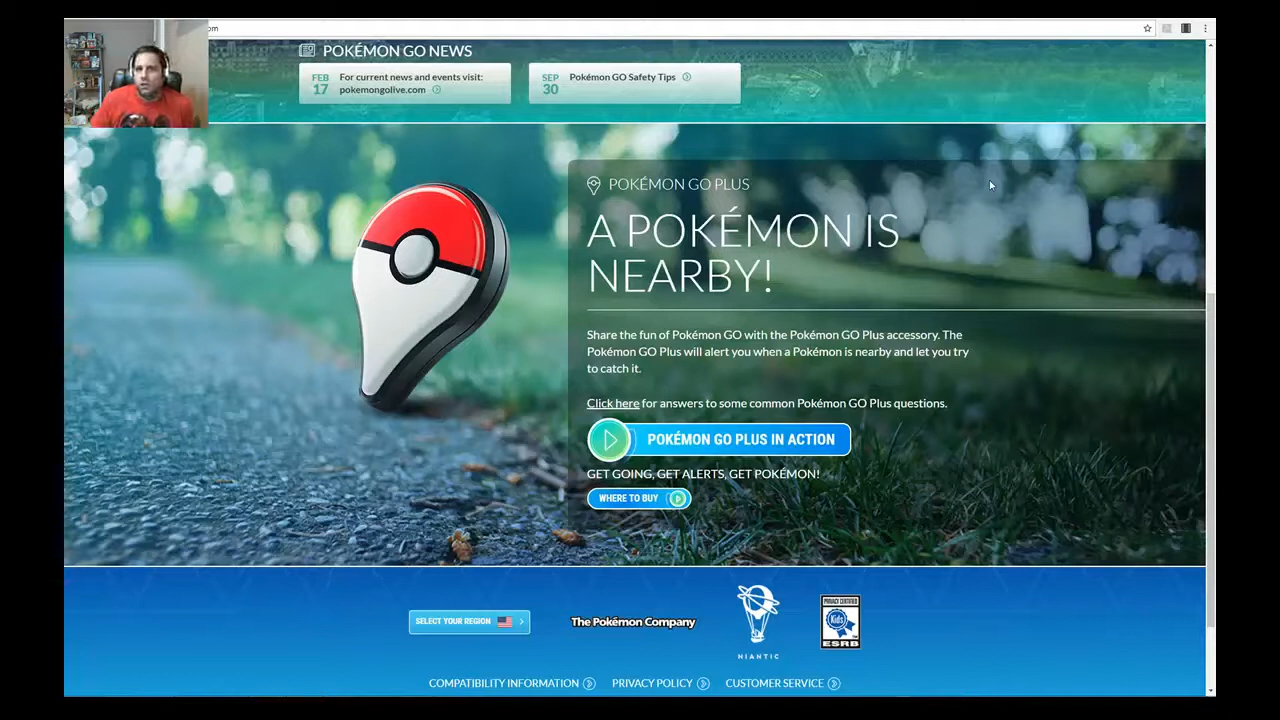 om
POKÉMON GO NEWS
FEB
17
For current news and events visit:
pokemongolive.com
SEP
30
Pokémon GO Safety Tips
POKÉMON GO PLUS
A POKÉMON IS
NEARBY!
Share the fun of Pokémon GO with the Pokémon GO Plus accessory. The
Pokémon GO Plus will alert you when a Pokémon is nearby and let you try
to catch it.
Click here for answers to some common Pokémon GO Plus questions.
POKÉMON GO PLUS IN ACTION
GET GOING, GET ALERTS, GET POKÉMON!
WHERE TO BUY
SELECT YOUR REGION
The Pokémon Company
NIANTIC
PRIVACY CERTIFIED
Kids
ESRB
COMPATIBILITY INFORMATION
PRIVACY POLICY
CUSTOMER SERVICE